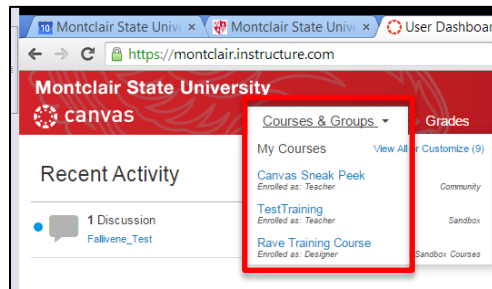 10 Montclair State Unive × Montclair State Unive × User Dashboar
https://montclair.instructure.com
Montclair State University
canvas
Courses & Groups Grades
My Courses View All or Customize (9)
Recent Activity
Canvas Sneak Peek
Enrolled as: Teacher Community
1 Discussion
Fallivene_Test
TestTraining
Enrolled as: Teacher Sandbox
Rave Training Course
Enrolled as: Designer Sandbox Courses